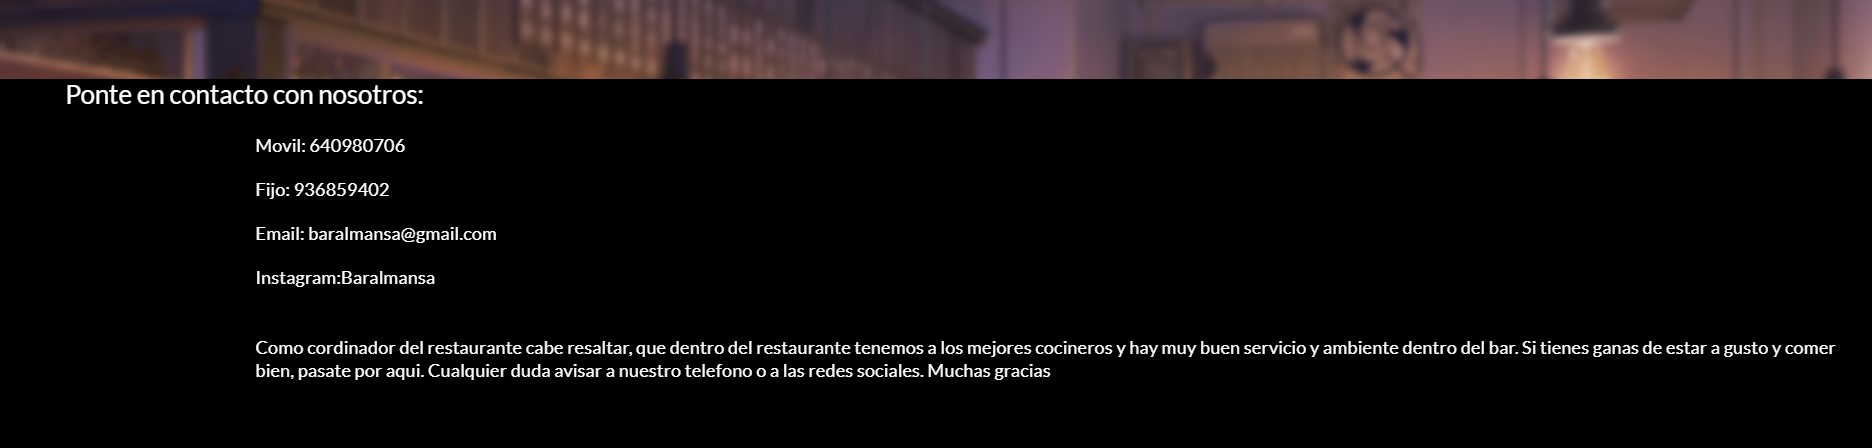 Ponte en contacto con nosotros:
Movil: 640980706
Fijo: 936859402
Email: baralmansa@gmail.com
Instagram:Baralmansa
Como cordinador del restaurante cabe resaltar, que dentro del restaurante tenemos a los mejores cocineros y hay muy buen servicio y ambiente dentro del bar. Si tienes ganas de estar a gusto y comer
bien, pasate por aqui. Cualquier duda avisar a nuestro telefono o a las redes sociales. Muchas gracias